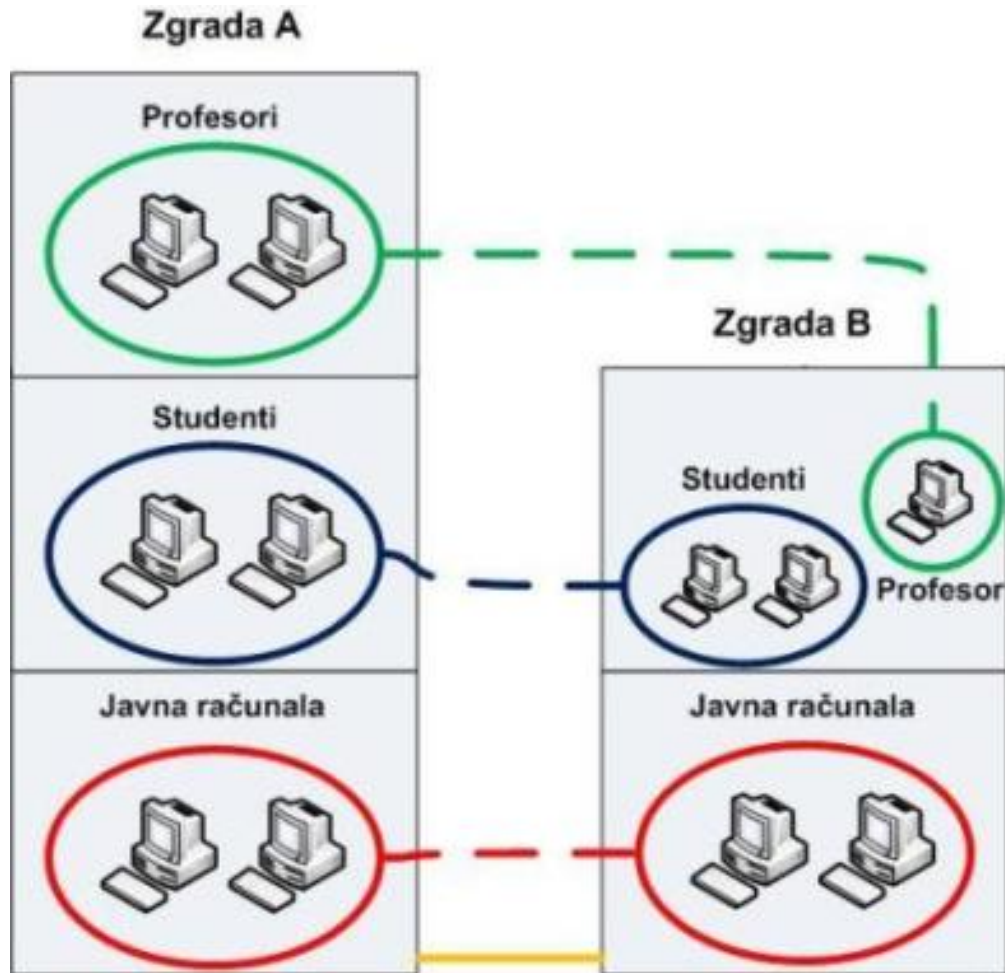 Zgrada A
Profesori
Zgrada B
Studenti
Studenti
Profesor
Javna računala
Javna računala